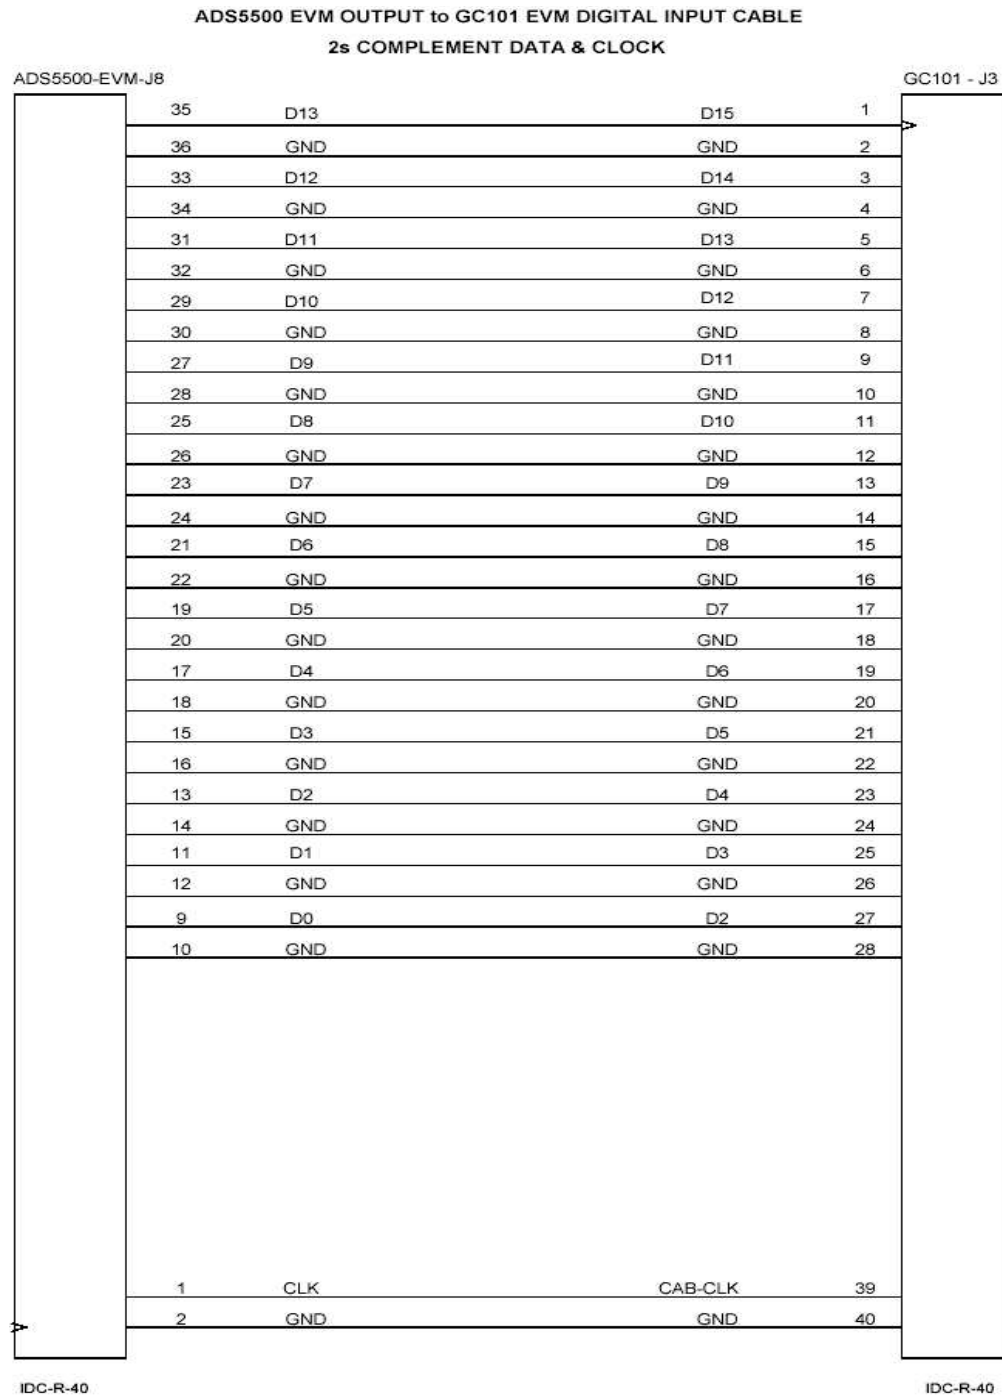 ADS5500 EVM OUTPUT to GC101 EVM DIGITAL INPUT CABLE
2s COMPLEMENT DATA & CLOCK
ADS5500-EVM-J8 GC101 - J3
35 D13 D15 1
36 GND GND 2
33 D12 D14 3
34 GND GND 4
31 D11 D13 5
32 GND GND 6
29 D10 D12 7
30 GND GND 8
27 D9 D11 9
28 GND GND 10
25 D8 D10 11
26 GND GND 12
23 D7 D9 13
24 GND GND 14
21 D6 D8 15
22 GND GND 16
19 D5 D7 17
20 GND GND 18
17 D4 D6 19
18 GND GND 20
15 D3 D5 21
16 GND GND 22
13 D2 D4 23
14 GND GND 24
11 D1 D3 25
12 GND GND 26
9 D0 D2 27
10 GND GND 28
1 CLK CAB-CLK 39
2 GND GND 40
IDC-R-40 IDC-R-40